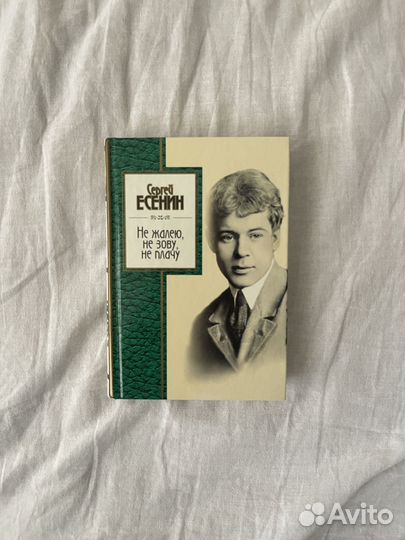 Сергей
ЕСЕНИН
Не жалею,
не зову,
не плачу
Avito